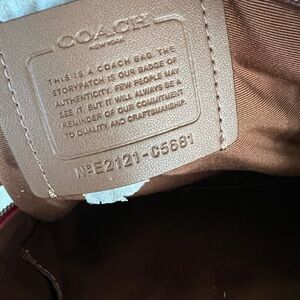 COACH
NEW YORK
THIS IS A COACH BAG. THE
STORYPATCH IS OUR BADGE OF
AUTHENTICITY. FEW PEOPLE MAY
SEE IT, BUT IT WILL ALWAYS BE A
REMINDER OF OUR COMMITMENT
TO QUALITY AND CRAFTSMANSHIP.
Nº E2121-C5681